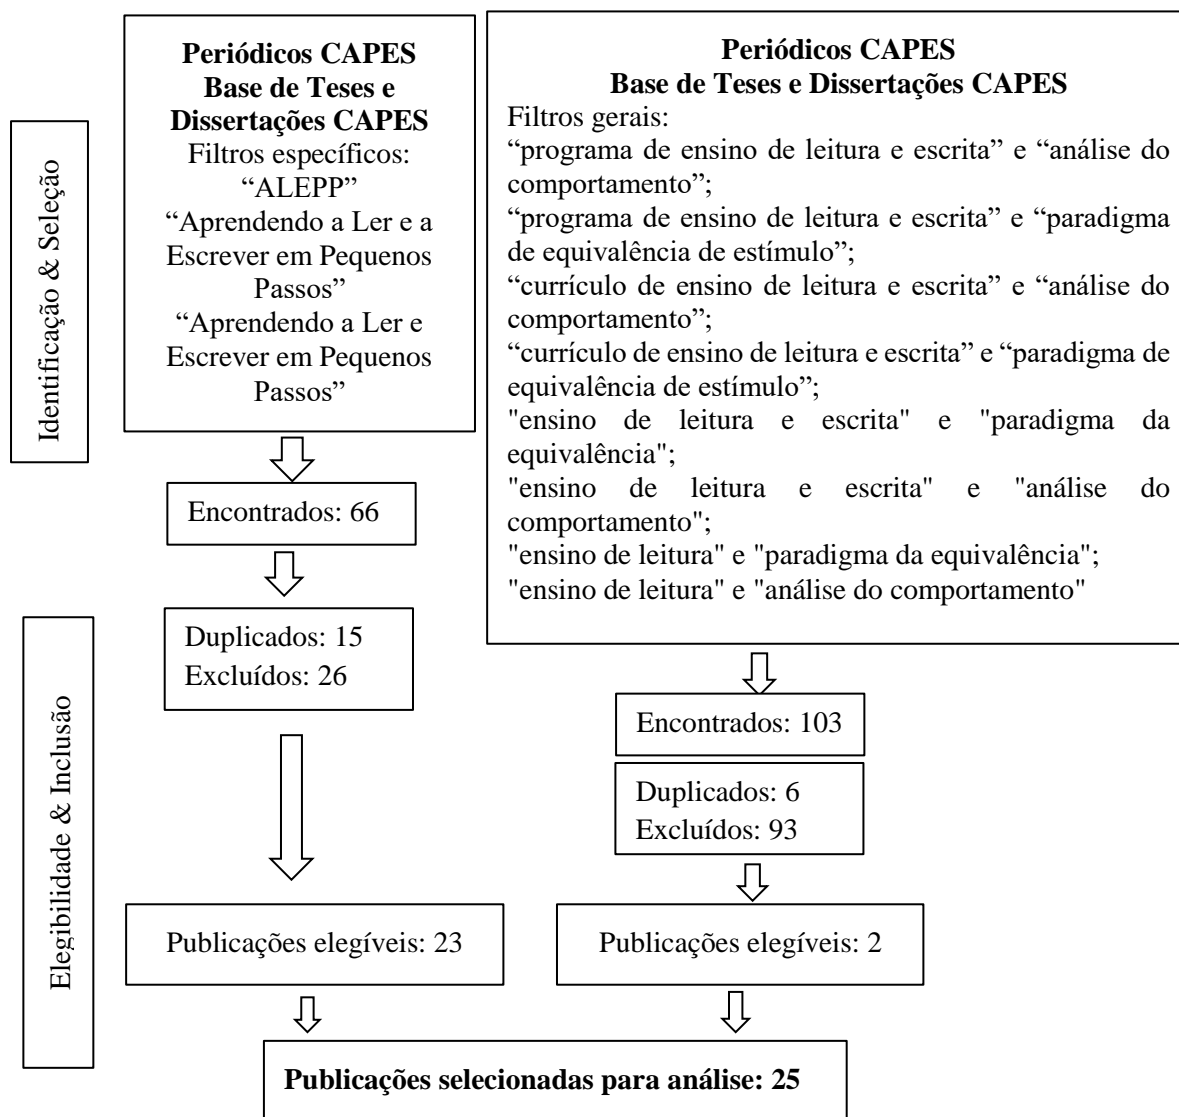 Identificação & Seleção
Periódicos CAPES
Base de Teses e
Dissertações CAPES
Filtros específicos:
“ALEPP”
“Aprendendo a Ler e a
Escrever em Pequenos
Passos”
“Aprendendo a Ler e
Escrever em Pequenos
Passos”
Encontrados: 66
Duplicados: 15
Excluídos: 26
Periódicos CAPES
Base de Teses e Dissertações CAPES
Filtros gerais:
“programa de ensino de leitura e escrita” e “análise do
comportamento”;
“programa de ensino de leitura e escrita” e “paradigma
de equivalência de estímulo”;
“currículo de ensino de leitura e escrita” e “análise do
comportamento”;
“currículo de ensino de leitura e escrita” e “paradigma de
equivalência de estímulo”;
"ensino de leitura e escrita" e "paradigma da
equivalência";
"ensino de leitura e escrita" e "análise do
comportamento";
"ensino de leitura" e "paradigma da equivalência";
"ensino de leitura" e "análise do comportamento"
Encontrados: 103
Duplicados: 6
Excluídos: 93
Elegibilidade & Inclusão
Publicações elegíveis: 23
Publicações elegíveis: 2
Publicações selecionadas para análise: 25